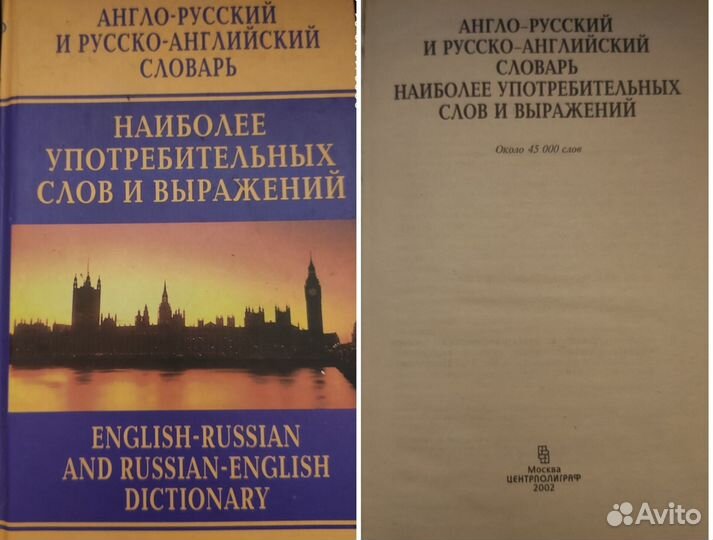 АНГЛО-РУССКИЙ
И РУССКО-АНГЛИЙСКИЙ
СЛОВАРЬ
НАИБОЛЕЕ
УПОТРЕБИТЕЛЬНЫХ
СЛОВ И ВЫРАЖЕНИЙ
ENGLISH-RUSSIAN
AND RUSSIAN-ENGLISH
DICTIONARY
АНГЛО-РУССКИЙ
И РУССКО-АНГЛИЙСКИЙ
СЛОВАРЬ
НАИБОЛЕЕ УПОТРЕБИТЕЛЬНЫХ
СЛОВ И ВЫРАЖЕНИЙ
Около 45 000 слов
Москва
ЦЕНТРПОЛИГРАФ
2002
Avito